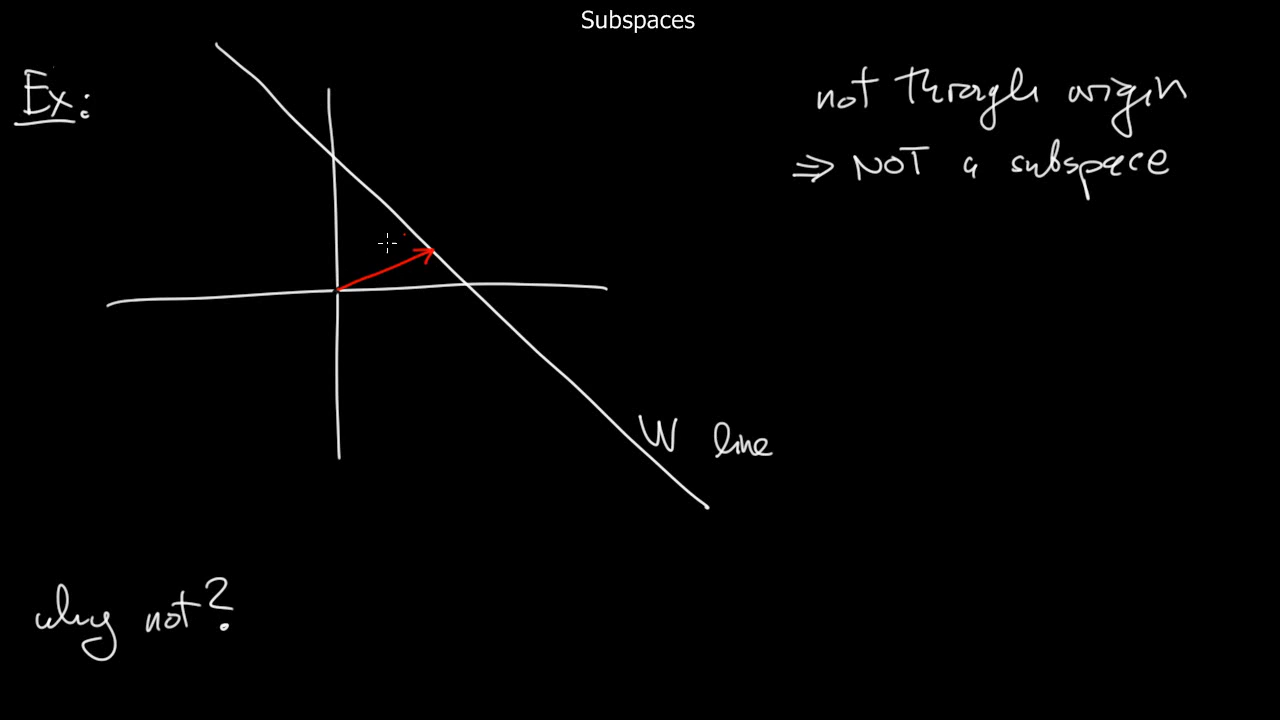 Subspaces
Ex:
not through origin
⇒ NOT a subspace
W line
why not?